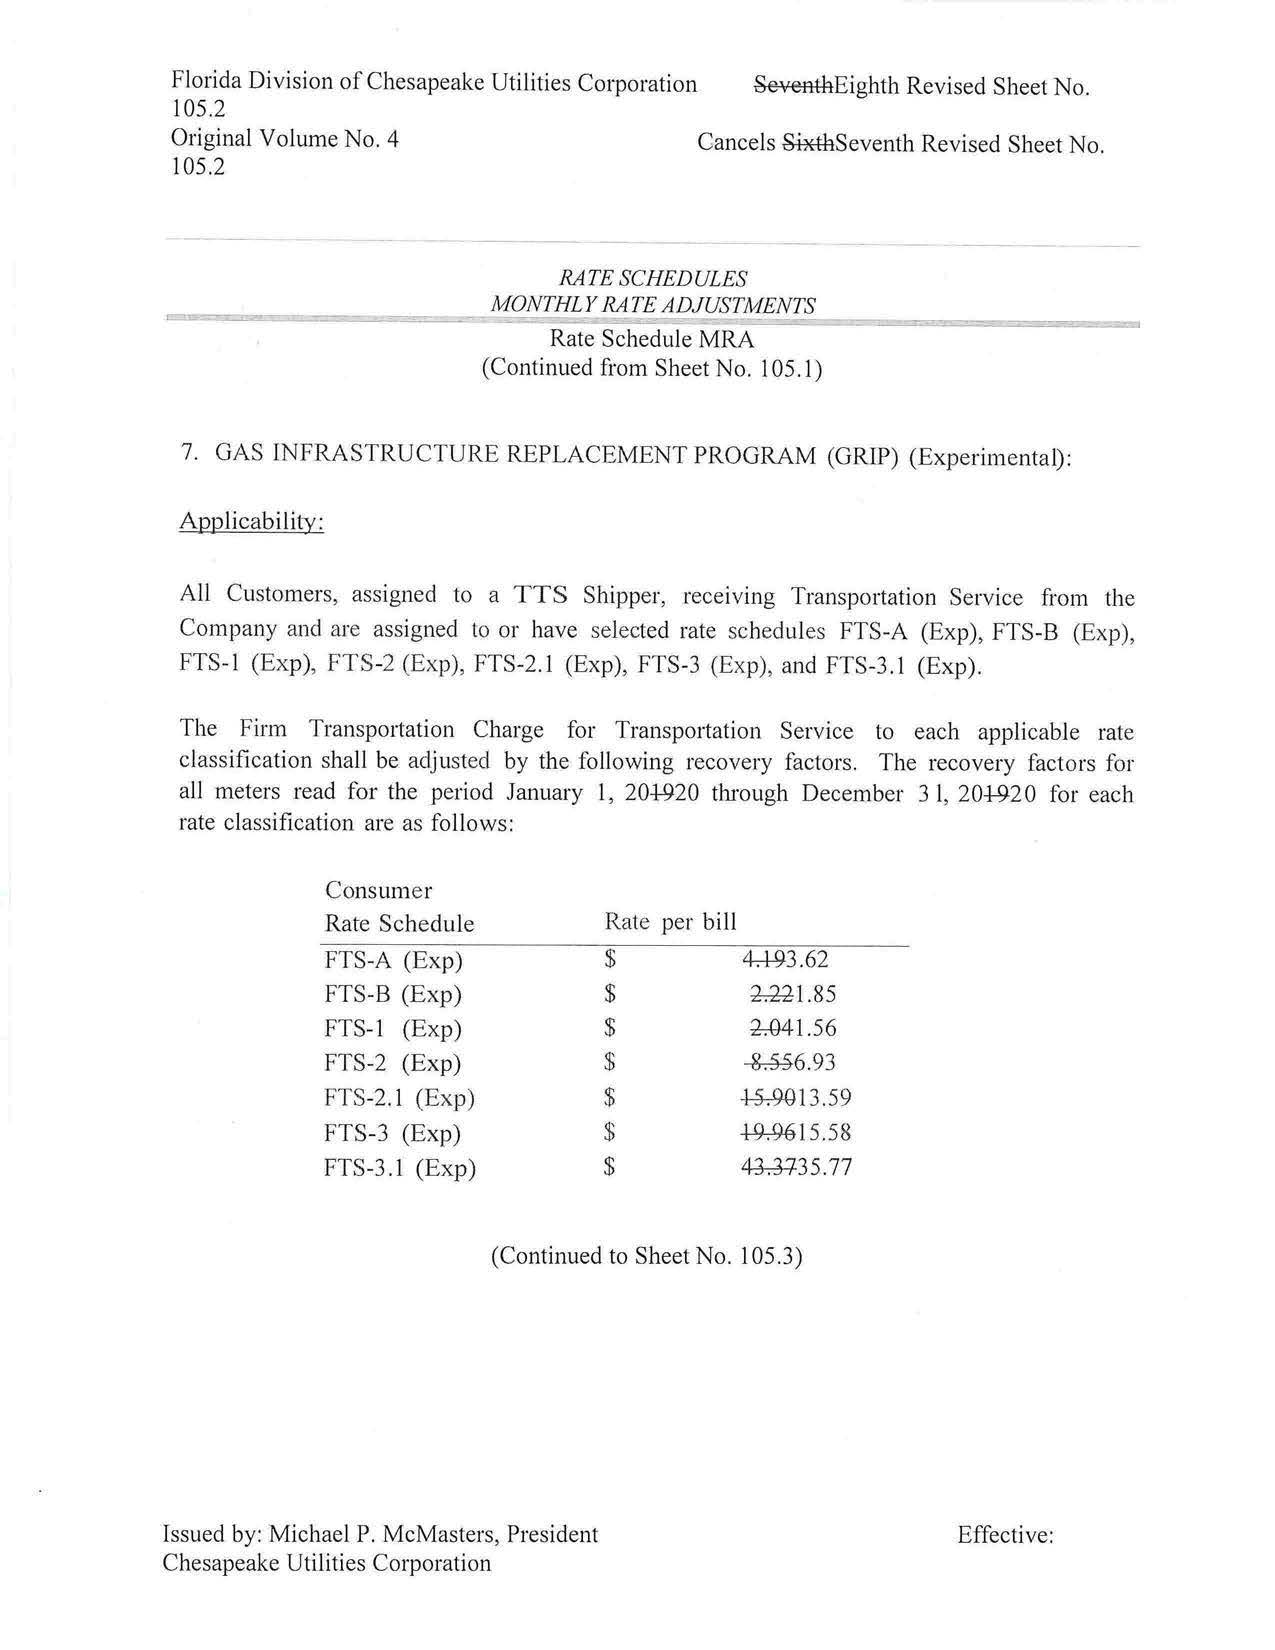 Florida Division of Chesapeake Utilities Corporation SeventhEighth Revised Sheet No.
105.2
Original Volume No. 4 Cancels SixthSeventh Revised Sheet No.
105.2
RATE SCHEDULES
MONTHLY RATE ADJUSTMENTS
Rate Schedule MRA
(Continued from Sheet No. 105.1)
7. GAS INFRASTRUCTURE REPLACEMENT PROGRAM (GRIP) (Experimental):
Applicability:
All Customers, assigned to a TTS Shipper, receiving Transportation Service from the
Company and are assigned to or have selected rate schedules FTS-A (Exp), FTS-B (Exp),
FTS-1 (Exp), FTS-2 (Exp), FTS-2.1 (Exp), FTS-3 (Exp), and FTS-3.1 (Exp).
The Firm Transportation Charge for Transportation Service to each applicable rate
classification shall be adjusted by the following recovery factors. The recovery factors for
all meters read for the period January 1, 201920 through December 31, 201920 for each
rate classification are as follows:
Consumer
Rate Schedule Rate per bill
FTS-A (Exp) $ 4.193.62
FTS-B (Exp) $ 2.221.85
FTS-1 (Exp) $ 2.041.56
FTS-2 (Exp) $ 8.556.93
FTS-2.1 (Exp) $ 15.9013.59
FTS-3 (Exp) $ 19.9615.58
FTS-3.1 (Exp) $ 43.3735.77
(Continued to Sheet No. 105.3)
Issued by: Michael P. McMasters, President Effective:
Chesapeake Utilities Corporation